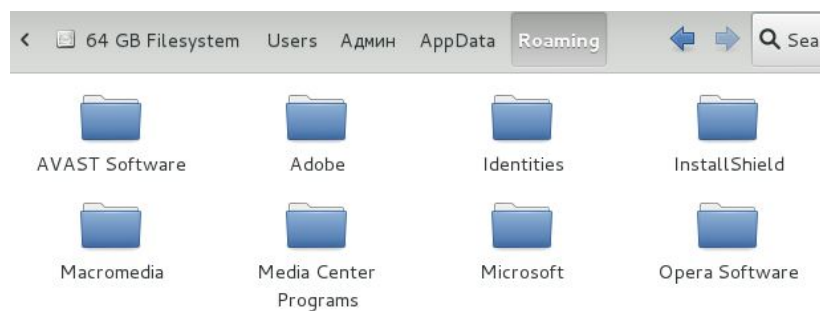 64 GB Filesystem Users Админ AppData Roaming Sea
AVAST Software Adobe Identities InstallShield
Macromedia Media Center Programs Microsoft Opera Software